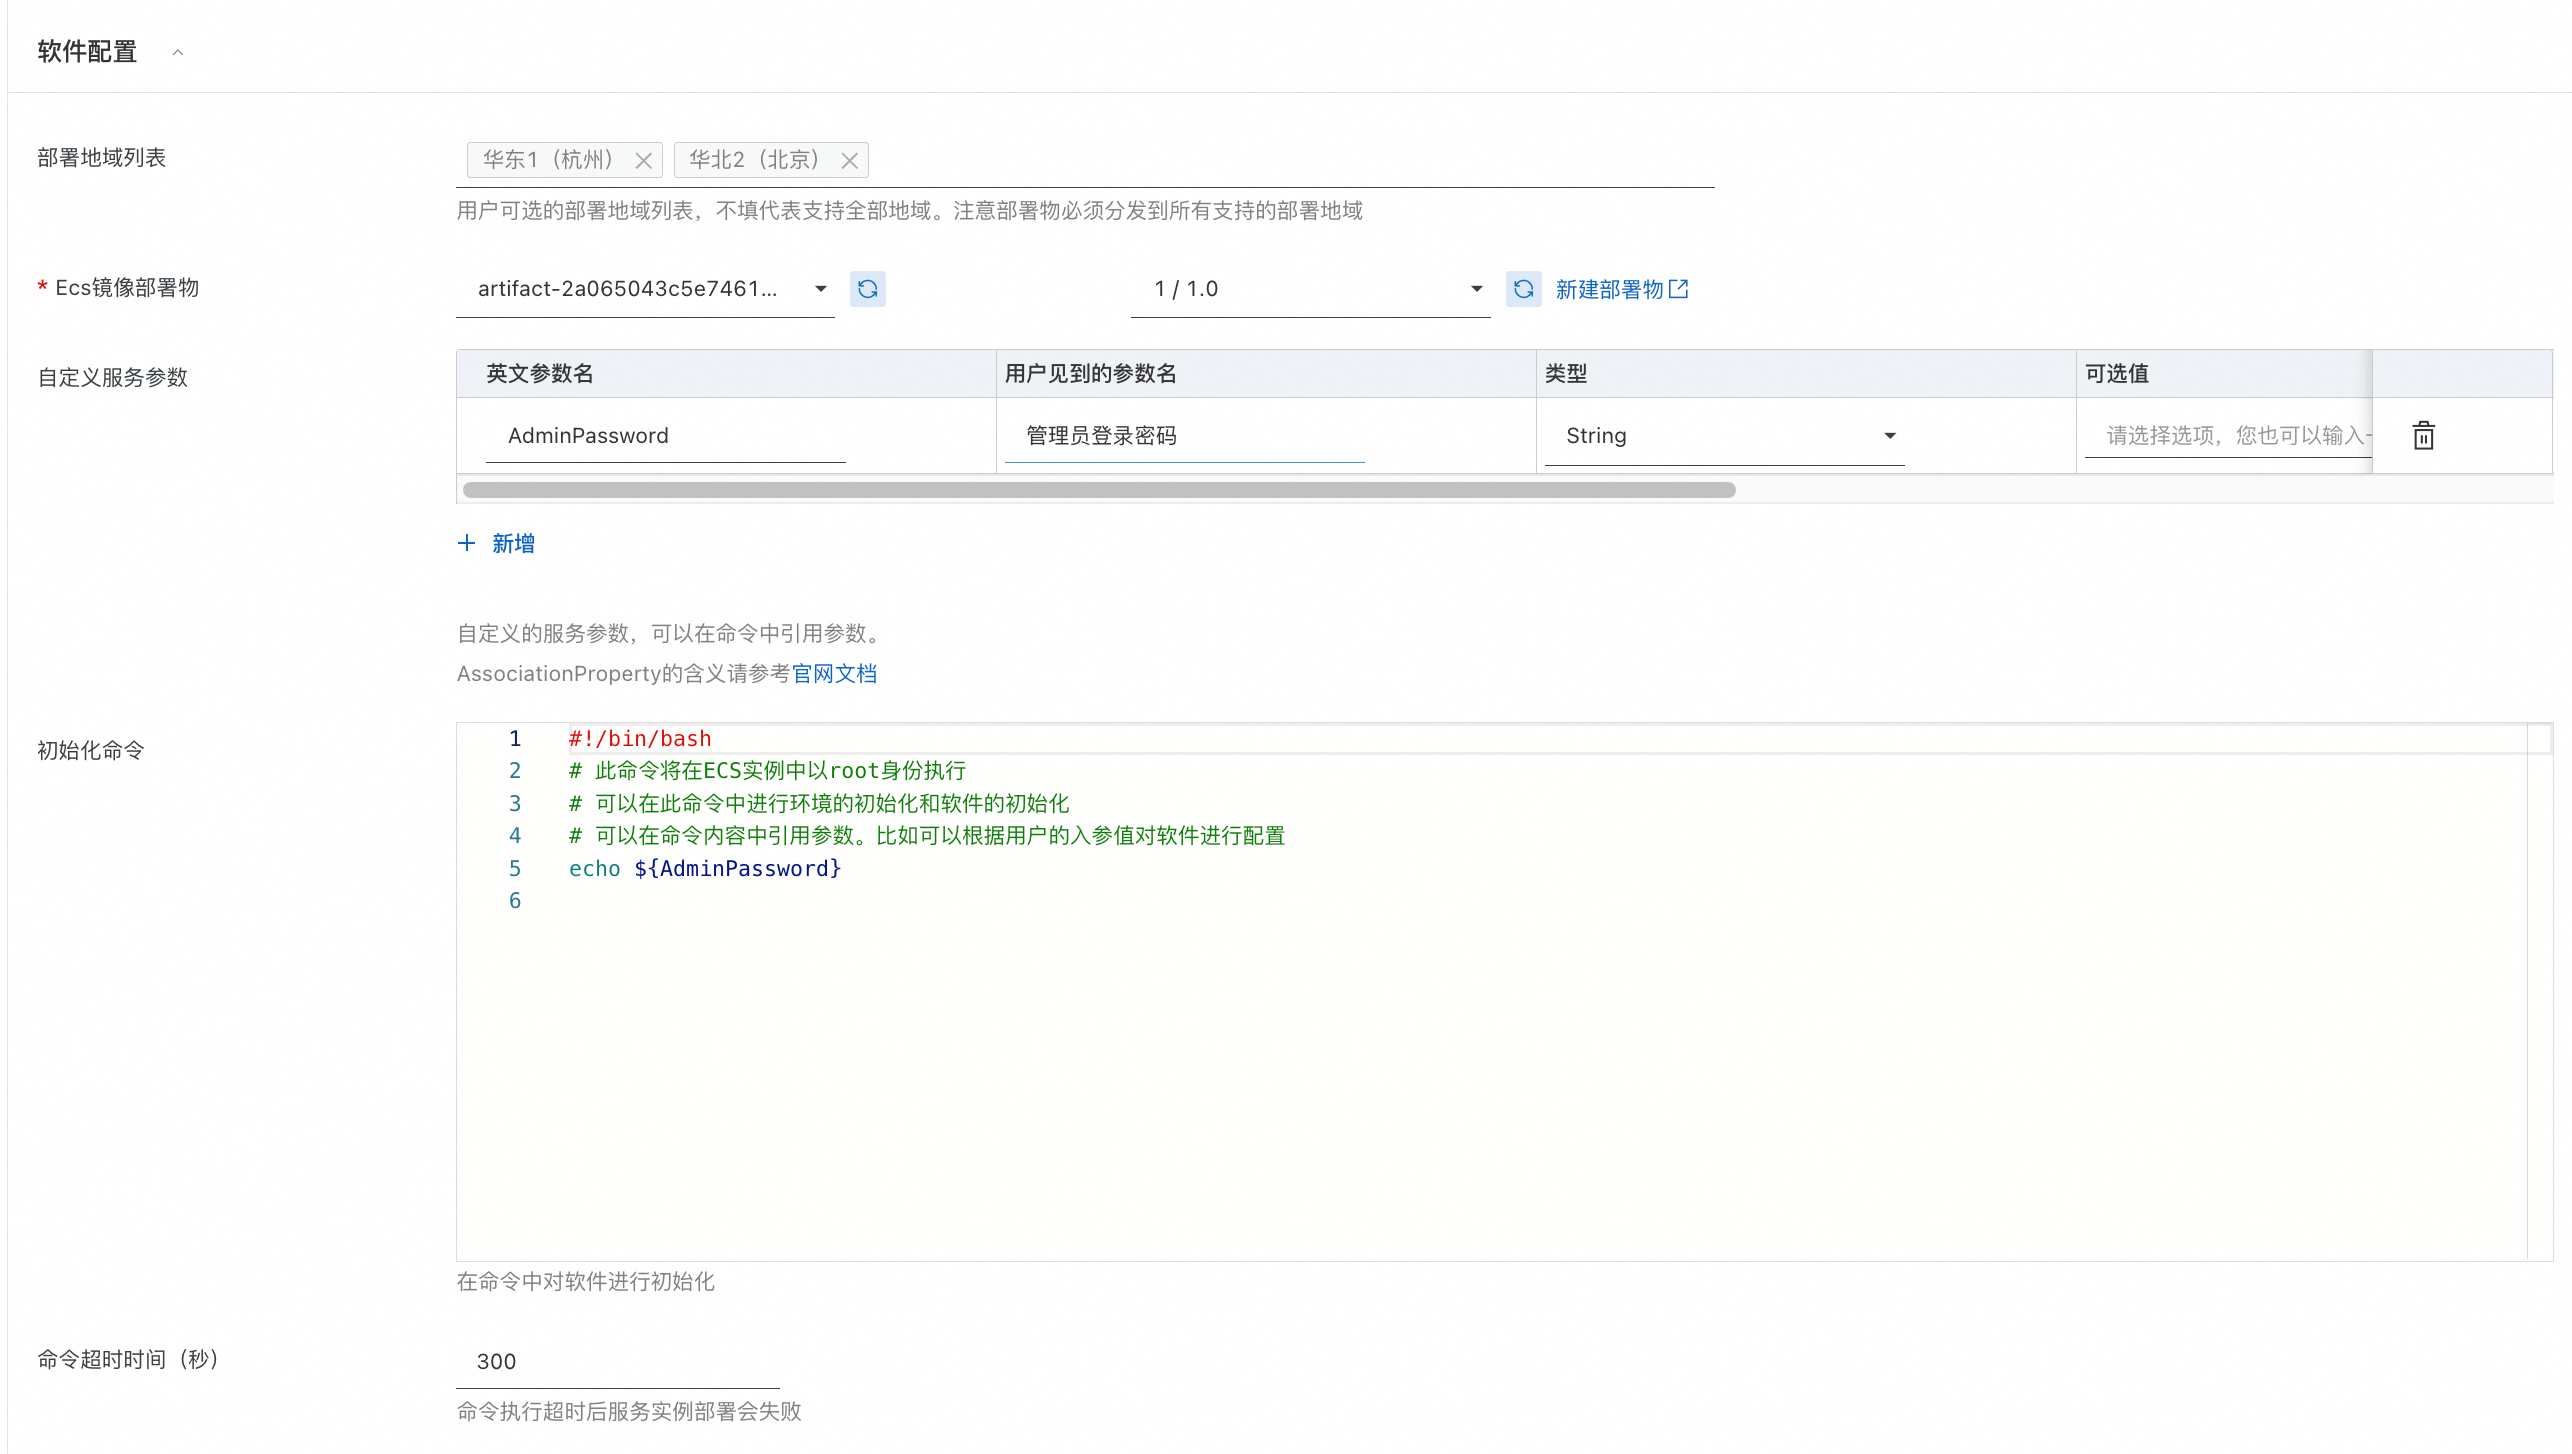 软件配置
部署地域列表
华东1（杭州）
华北2（北京）
用户可选的部署地域列表，不填代表支持全部地域。注意部署物必须分发到所有支持的部署地域
* Ecs镜像部署物
artifact-2a065043c5e7461...
1 / 1.0
新建部署物
自定义服务参数
英文参数名
用户见到的参数名
类型
可选值
AdminPassword
管理员登录密码
String
请选择选项，您也可以输入
新增
自定义的服务参数，可以在命令中引用参数。
AssociationProperty的含义请参考官网文档
初始化命令
1 #!/bin/bash
2 # 此命令将在ECS实例中以root身份执行
3 # 可以在此命令中进行环境的初始化和软件的初始化
4 # 可以在命令内容中引用参数。比如可以根据用户的入参值对软件进行配置
5 echo ${AdminPassword}
6
在命令中对软件进行初始化
命令超时时间（秒）
300
命令执行超时后服务实例部署会失败